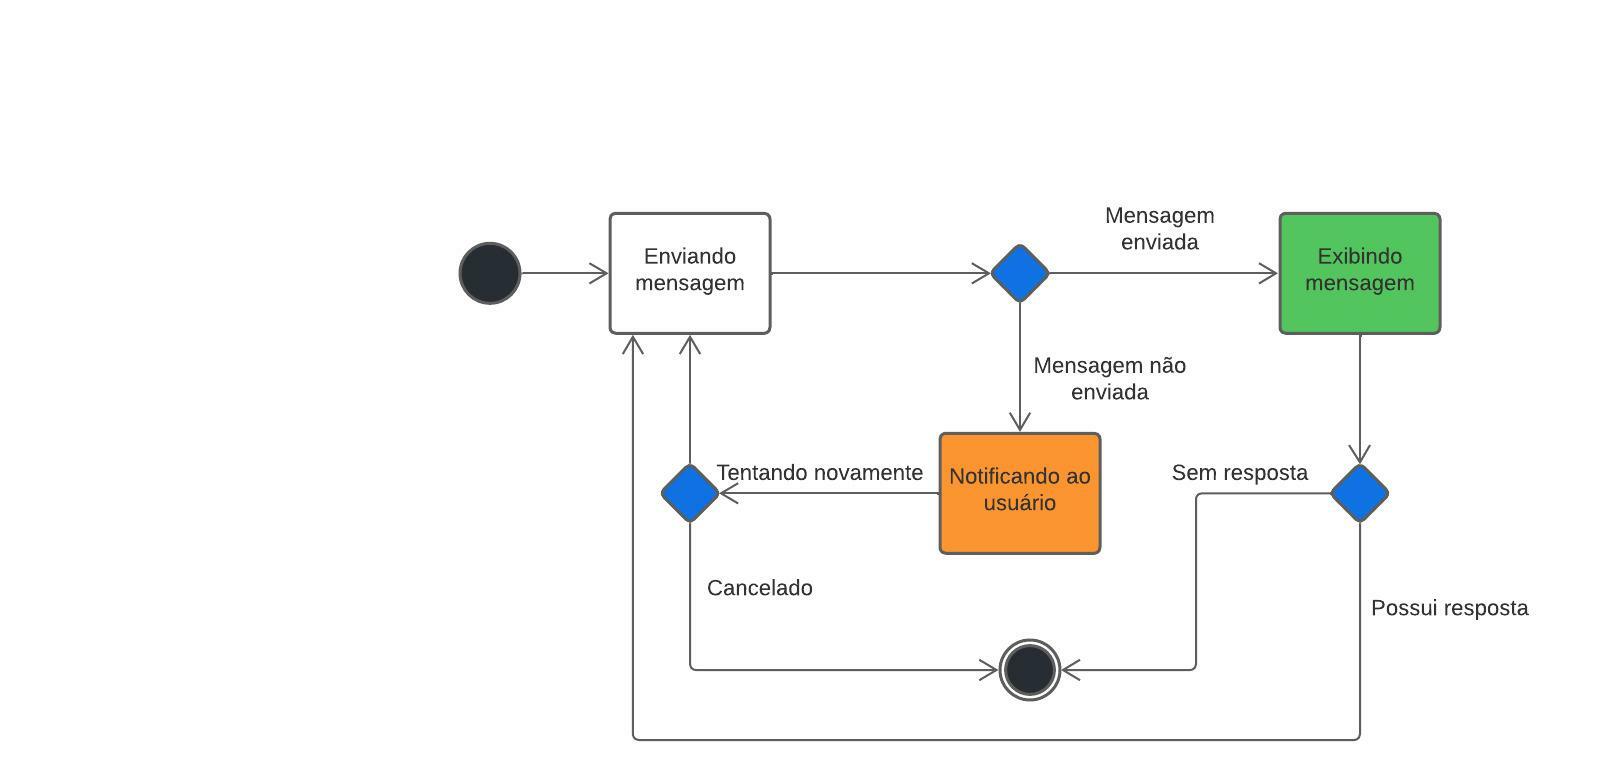 Mensagem
enviada
Enviando
mensagem
Exibindo
mensagem
Mensagem não
enviada
Tentando novamente
Notificando ao
usuário
Sem resposta
Cancelado
Possui resposta